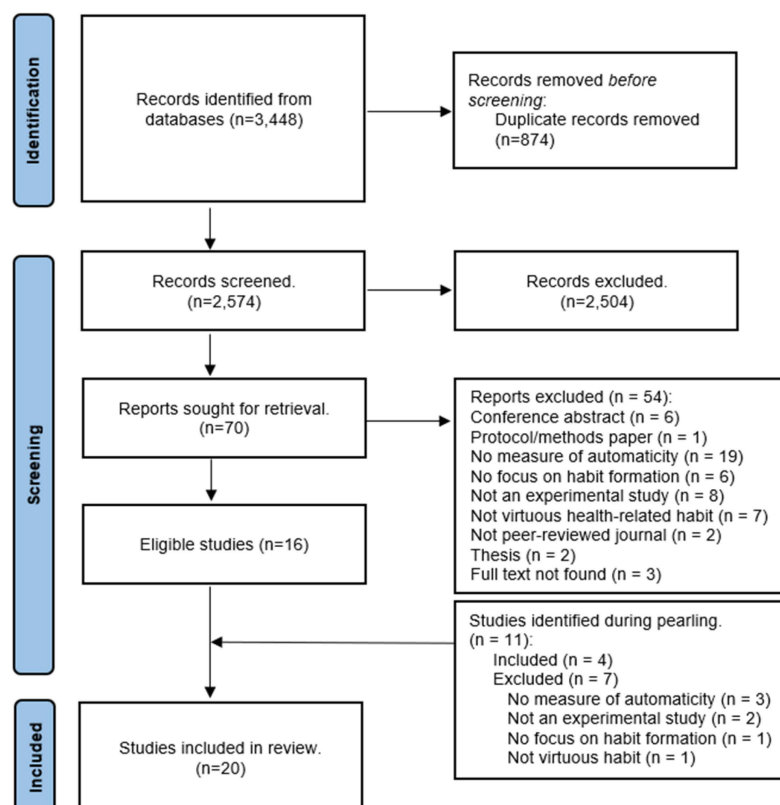 Identification
Records identified from
databases (n=3,448)
Records removed before
screening:
Duplicate records removed
(n=874)
Screening
Records screened.
(n=2,574)
Records excluded.
(n=2,504)
Reports sought for retrieval.
(n=70)
Reports excluded (n = 54):
Conference abstract (n = 6)
Protocol/methods paper (n = 1)
No measure of automaticity (n = 19)
No focus on habit formation (n = 6)
Not an experimental study (n = 8)
Not virtuous health-related habit (n = 7)
Not peer-reviewed journal (n = 2)
Thesis (n = 2)
Full text not found (n = 3)
Eligible studies (n=16)
Studies identified during pearling.
(n = 11):
Included (n = 4)
Excluded (n = 7)
No measure of automaticity (n = 3)
Not an experimental study (n = 2)
No focus on habit formation (n = 1)
Not virtuous habit (n = 1)
Included
Studies included in review.
(n=20)